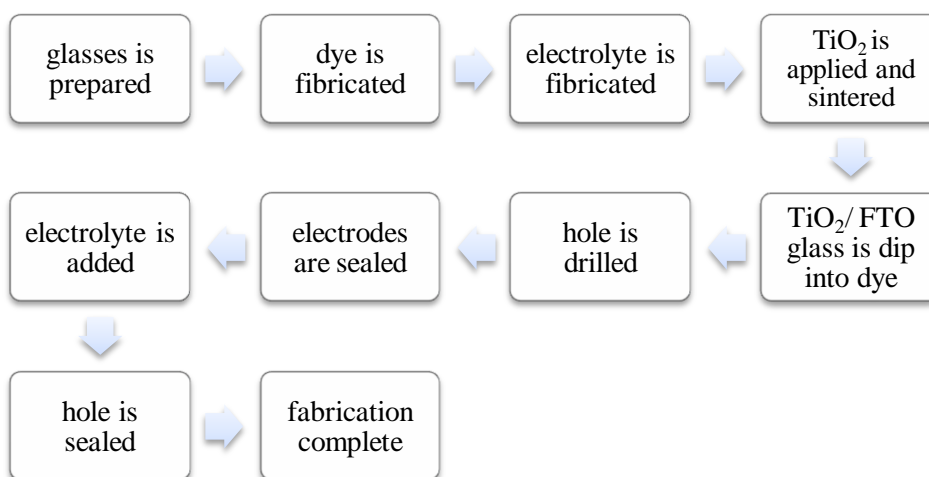 glasses is
prepared
dye is
fibricated
electrolyte is
fibricated
TiO₂ is
applied and
sintered
TiO₂/ FTO
glass is dip
into dye
hole is
drilled
electrodes
are sealed
electrolyte is
added
hole is
sealed
fabrication
complete